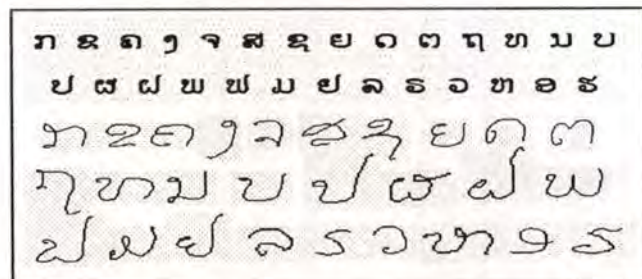 ກ ຂ ຄ ງ ຈ ສ ຊ ຍ ດ ຕ ຖ ທ ນ ບ
ປ ຜ ຝ ພ ຟ ມ ຢ ລ ຣ ວ ຫ ອ ຮ
ກ ຂ ຄ ງ ຈ ສ ຊ ຍ ດ ຕ
ຖ ທ ນ ບ ປ ຜ ຝ ພ
ຟ ມ ຢ ລ ຣ ວ ຫ ອ ຮ